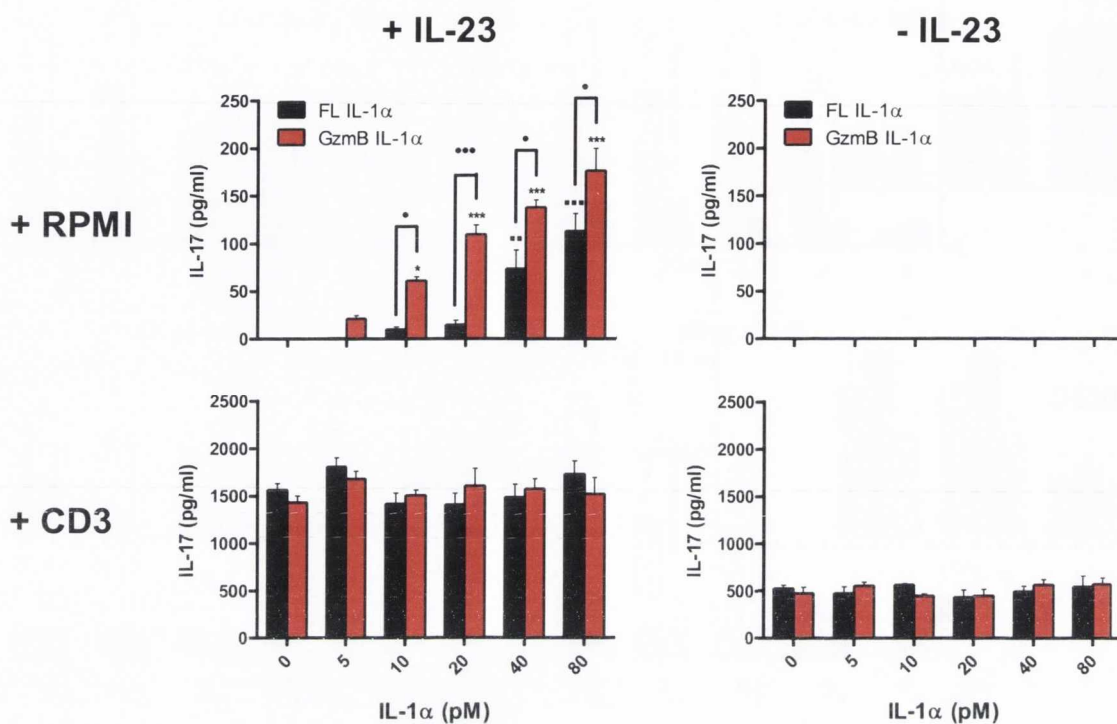 + IL-23
- IL-23
+ RPMI
IL-17 (pg/ml)
250
200
150
100
50
0
FL IL-1α
GzmB IL-1α
•
*
•••
***
•
▪▪
***
•
▪▪▪
***
IL-17 (pg/ml)
250
200
150
100
50
0
FL IL-1α
GzmB IL-1α
+ CD3
IL-17 (pg/ml)
2500
2000
1500
1000
500
0
0 5 10 20 40 80
IL-1α (pM)
IL-17 (pg/ml)
2500
2000
1500
1000
500
0
0 5 10 20 40 80
IL-1α (pM)